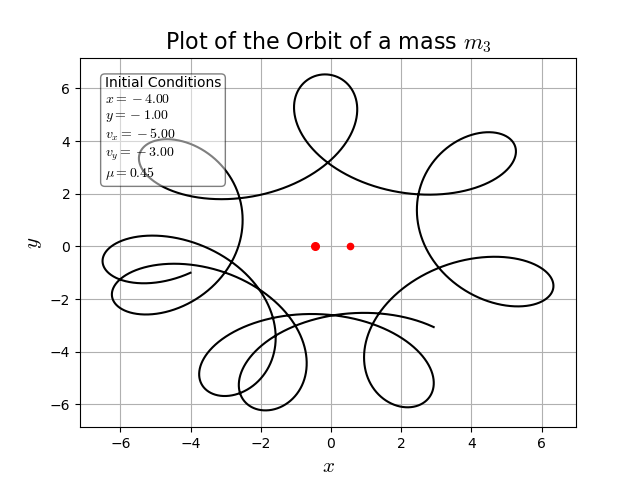 Plot of the Orbit of a mass m₃
Initial Conditions
x = −4.00
y = −1.00
vₓ = −5.00
v_y = −3.00
μ = 0.45
6
4
2
0
−2
−4
−6
y
−6 −4 −2 0 2 4 6
x